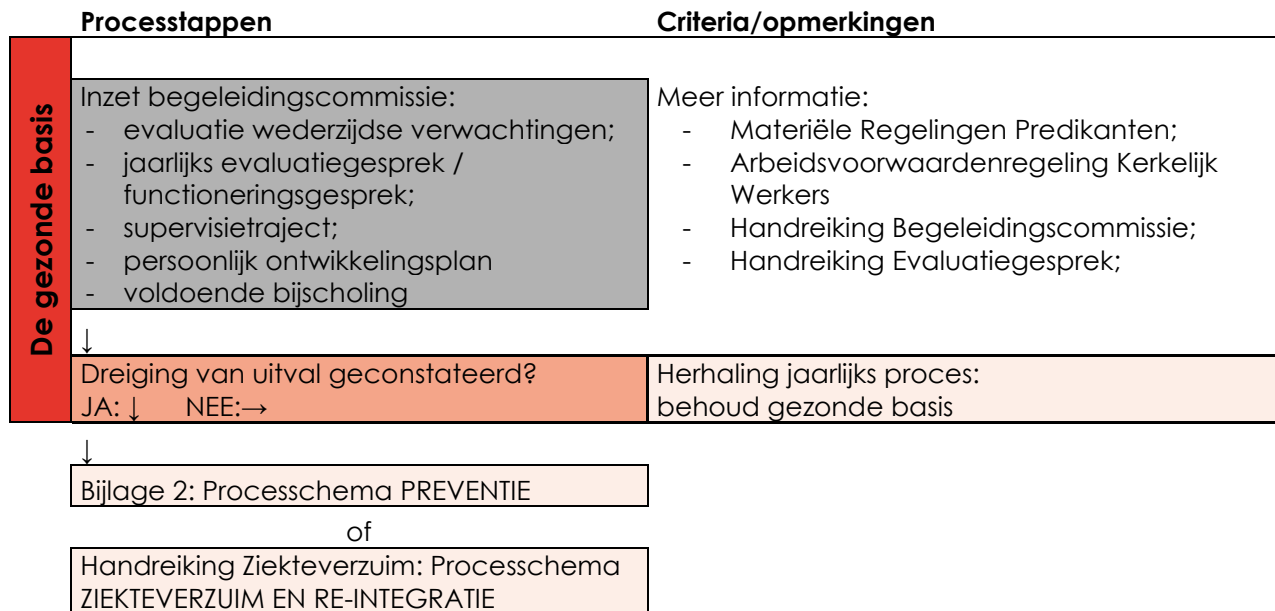 Processtappen
Criteria/opmerkingen
De gezonde basis
Inzet begeleidingscommissie:
- evaluatie wederzijdse verwachtingen;
- jaarlijks evaluatiegesprek /
functioneringsgesprek;
- supervisietraject;
- persoonlijk ontwikkelingsplan
- voldoende bijscholing
Meer informatie:
- Materiële Regelingen Predikanten;
- Arbeidsvoorwaardenregeling Kerkelijk
Werkers
- Handreiking Begeleidingscommissie;
- Handreiking Evaluatiegesprek;
↓
Dreiging van uitval geconstateerd?
JA: ↓ NEE:→
Herhaling jaarlijks proces:
behoud gezonde basis
↓
Bijlage 2: Processchema PREVENTIE
of
Handreiking Ziekteverzuim: Processchema
ZIEKTEVERZUIM EN RE-INTEGRATIE